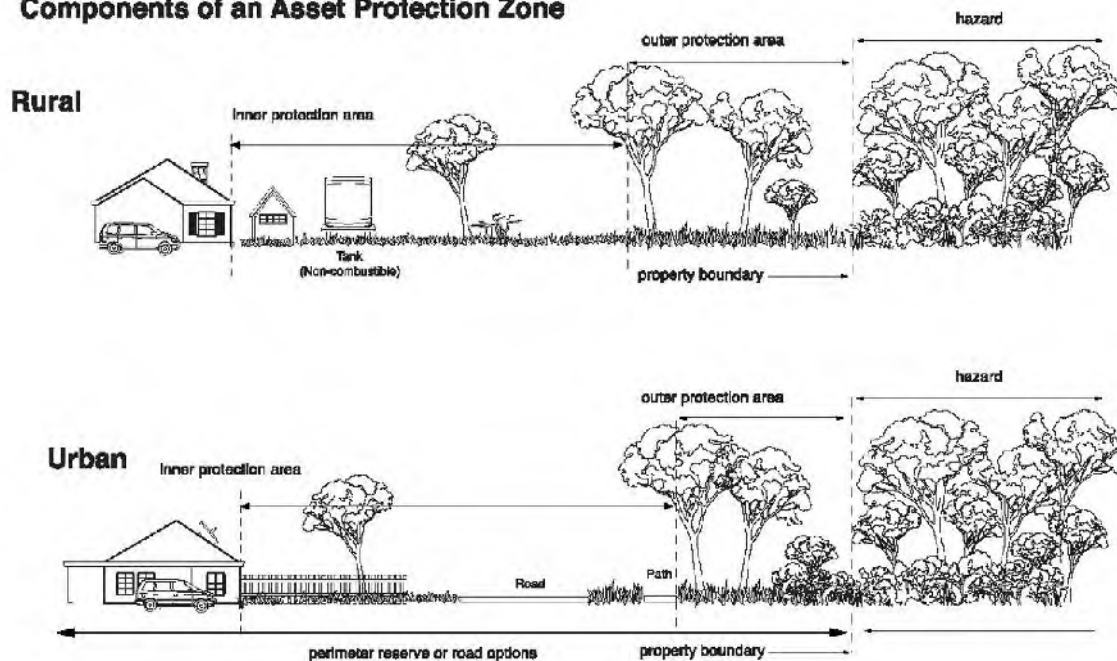 Components of an Asset Protection Zone
hazard
outer protection area
Rural
Inner protection area
Tank
(Non-combustible)
property boundary
hazard
outer protection area
Urban
Inner protection area
Path
Road
perimeter reserve or road options
property boundary